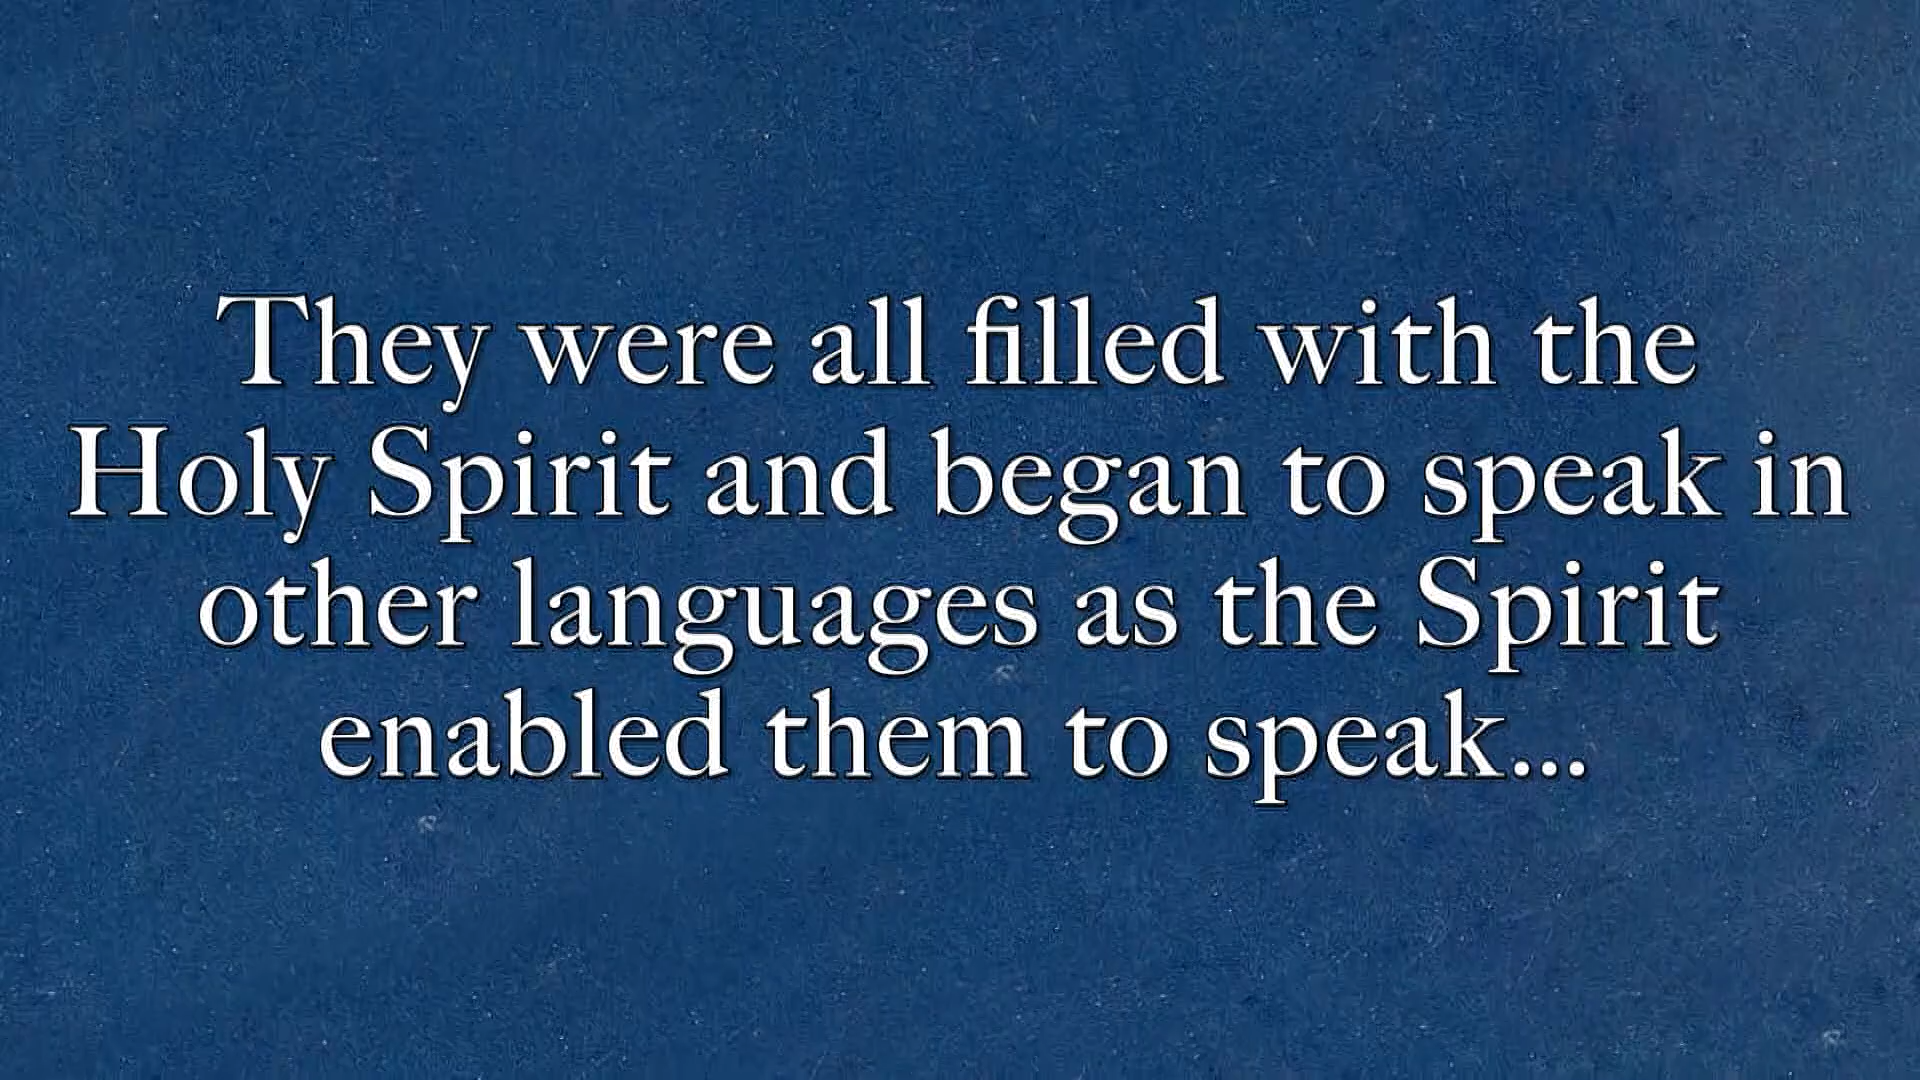 They were all filled with the
Holy Spirit and began to speak in
other languages as the Spirit
enabled them to speak...